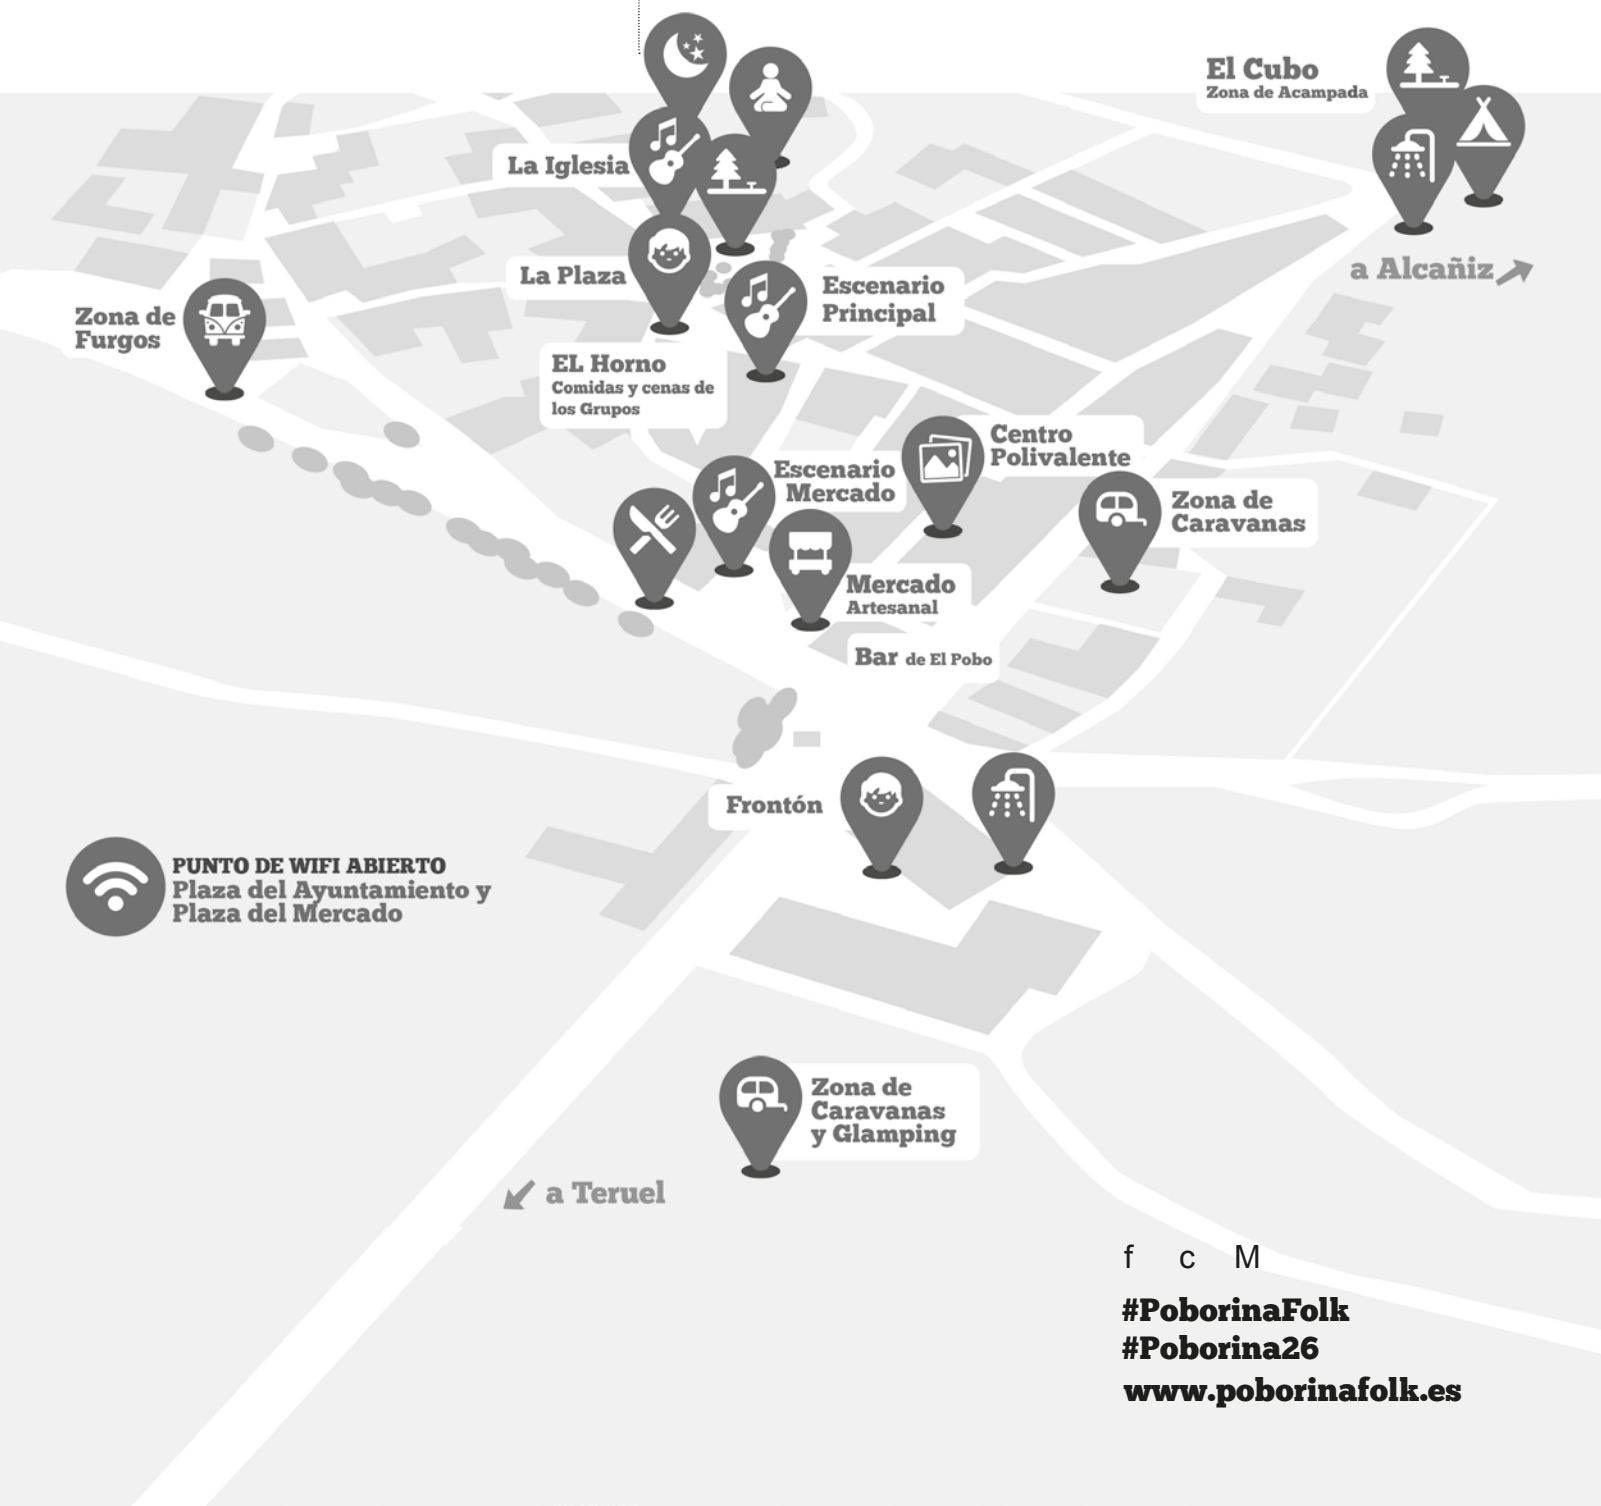 El Cubo
Zona de Acampada
La Iglesia
a Alcañiz
La Plaza
Escenario
Principal
Zona de
Furgos
EL Horno
Comidas y cenas de
los Grupos
Centro
Polivalente
Escenario
Mercado
Zona de
Caravanas
Mercado
Artesanal
Bar de El Pobo
Frontón
PUNTO DE WIFI ABIERTO
Plaza del Ayuntamiento y
Plaza del Mercado
Zona de
Caravanas
y Glamping
a Teruel
f c M
#PoborinaFolk
#Poborina26
www.poborinafolk.es